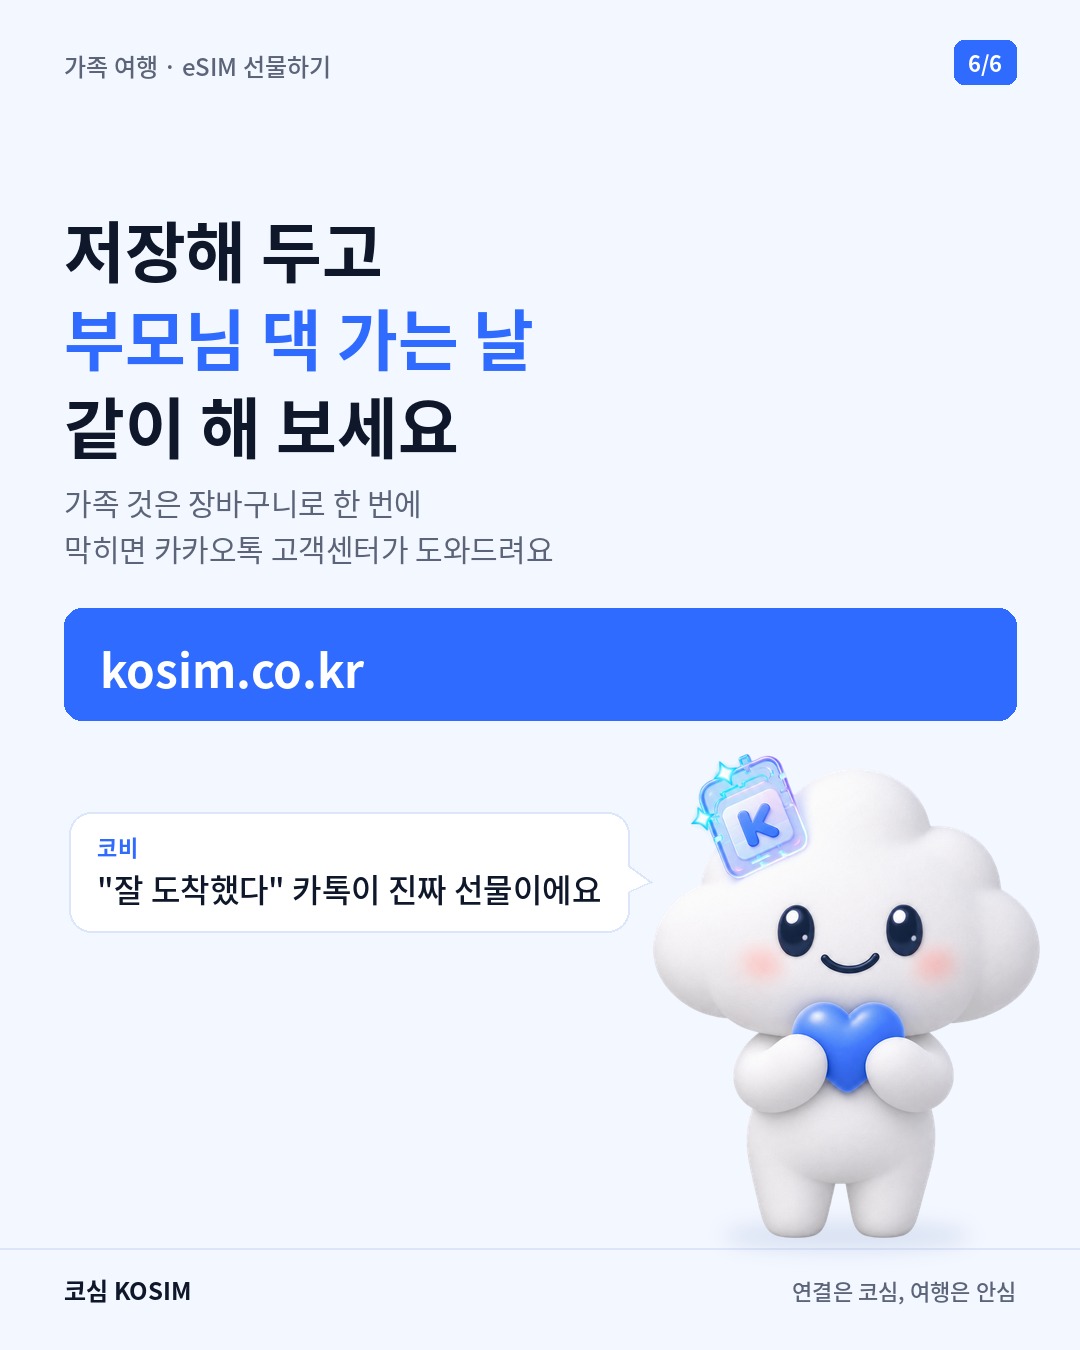 가족 여행 · eSIM 선물하기
6/6
저장해 두고
부모님 댁 가는 날
같이 해 보세요
가족 것은 장바구니로 한 번에
막히면 카카오톡 고객센터가 도와드려요
kosim.co.kr
K
코비
"잘 도착했다" 카톡이 진짜 선물이에요
코심 KOSIM
연결은 코심, 여행은 안심